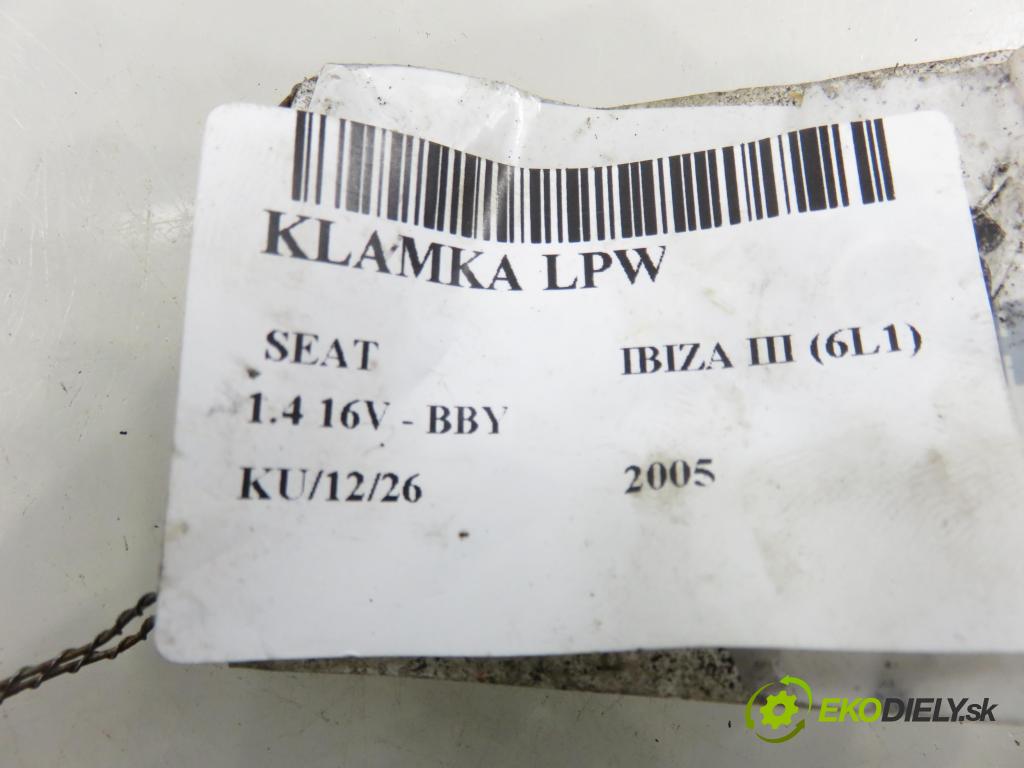 KLAMKA LPW
SEAT IBIZA III (6L1)
1.4 16V - BBY
KU/12/26 2005
EKODIELY.sk